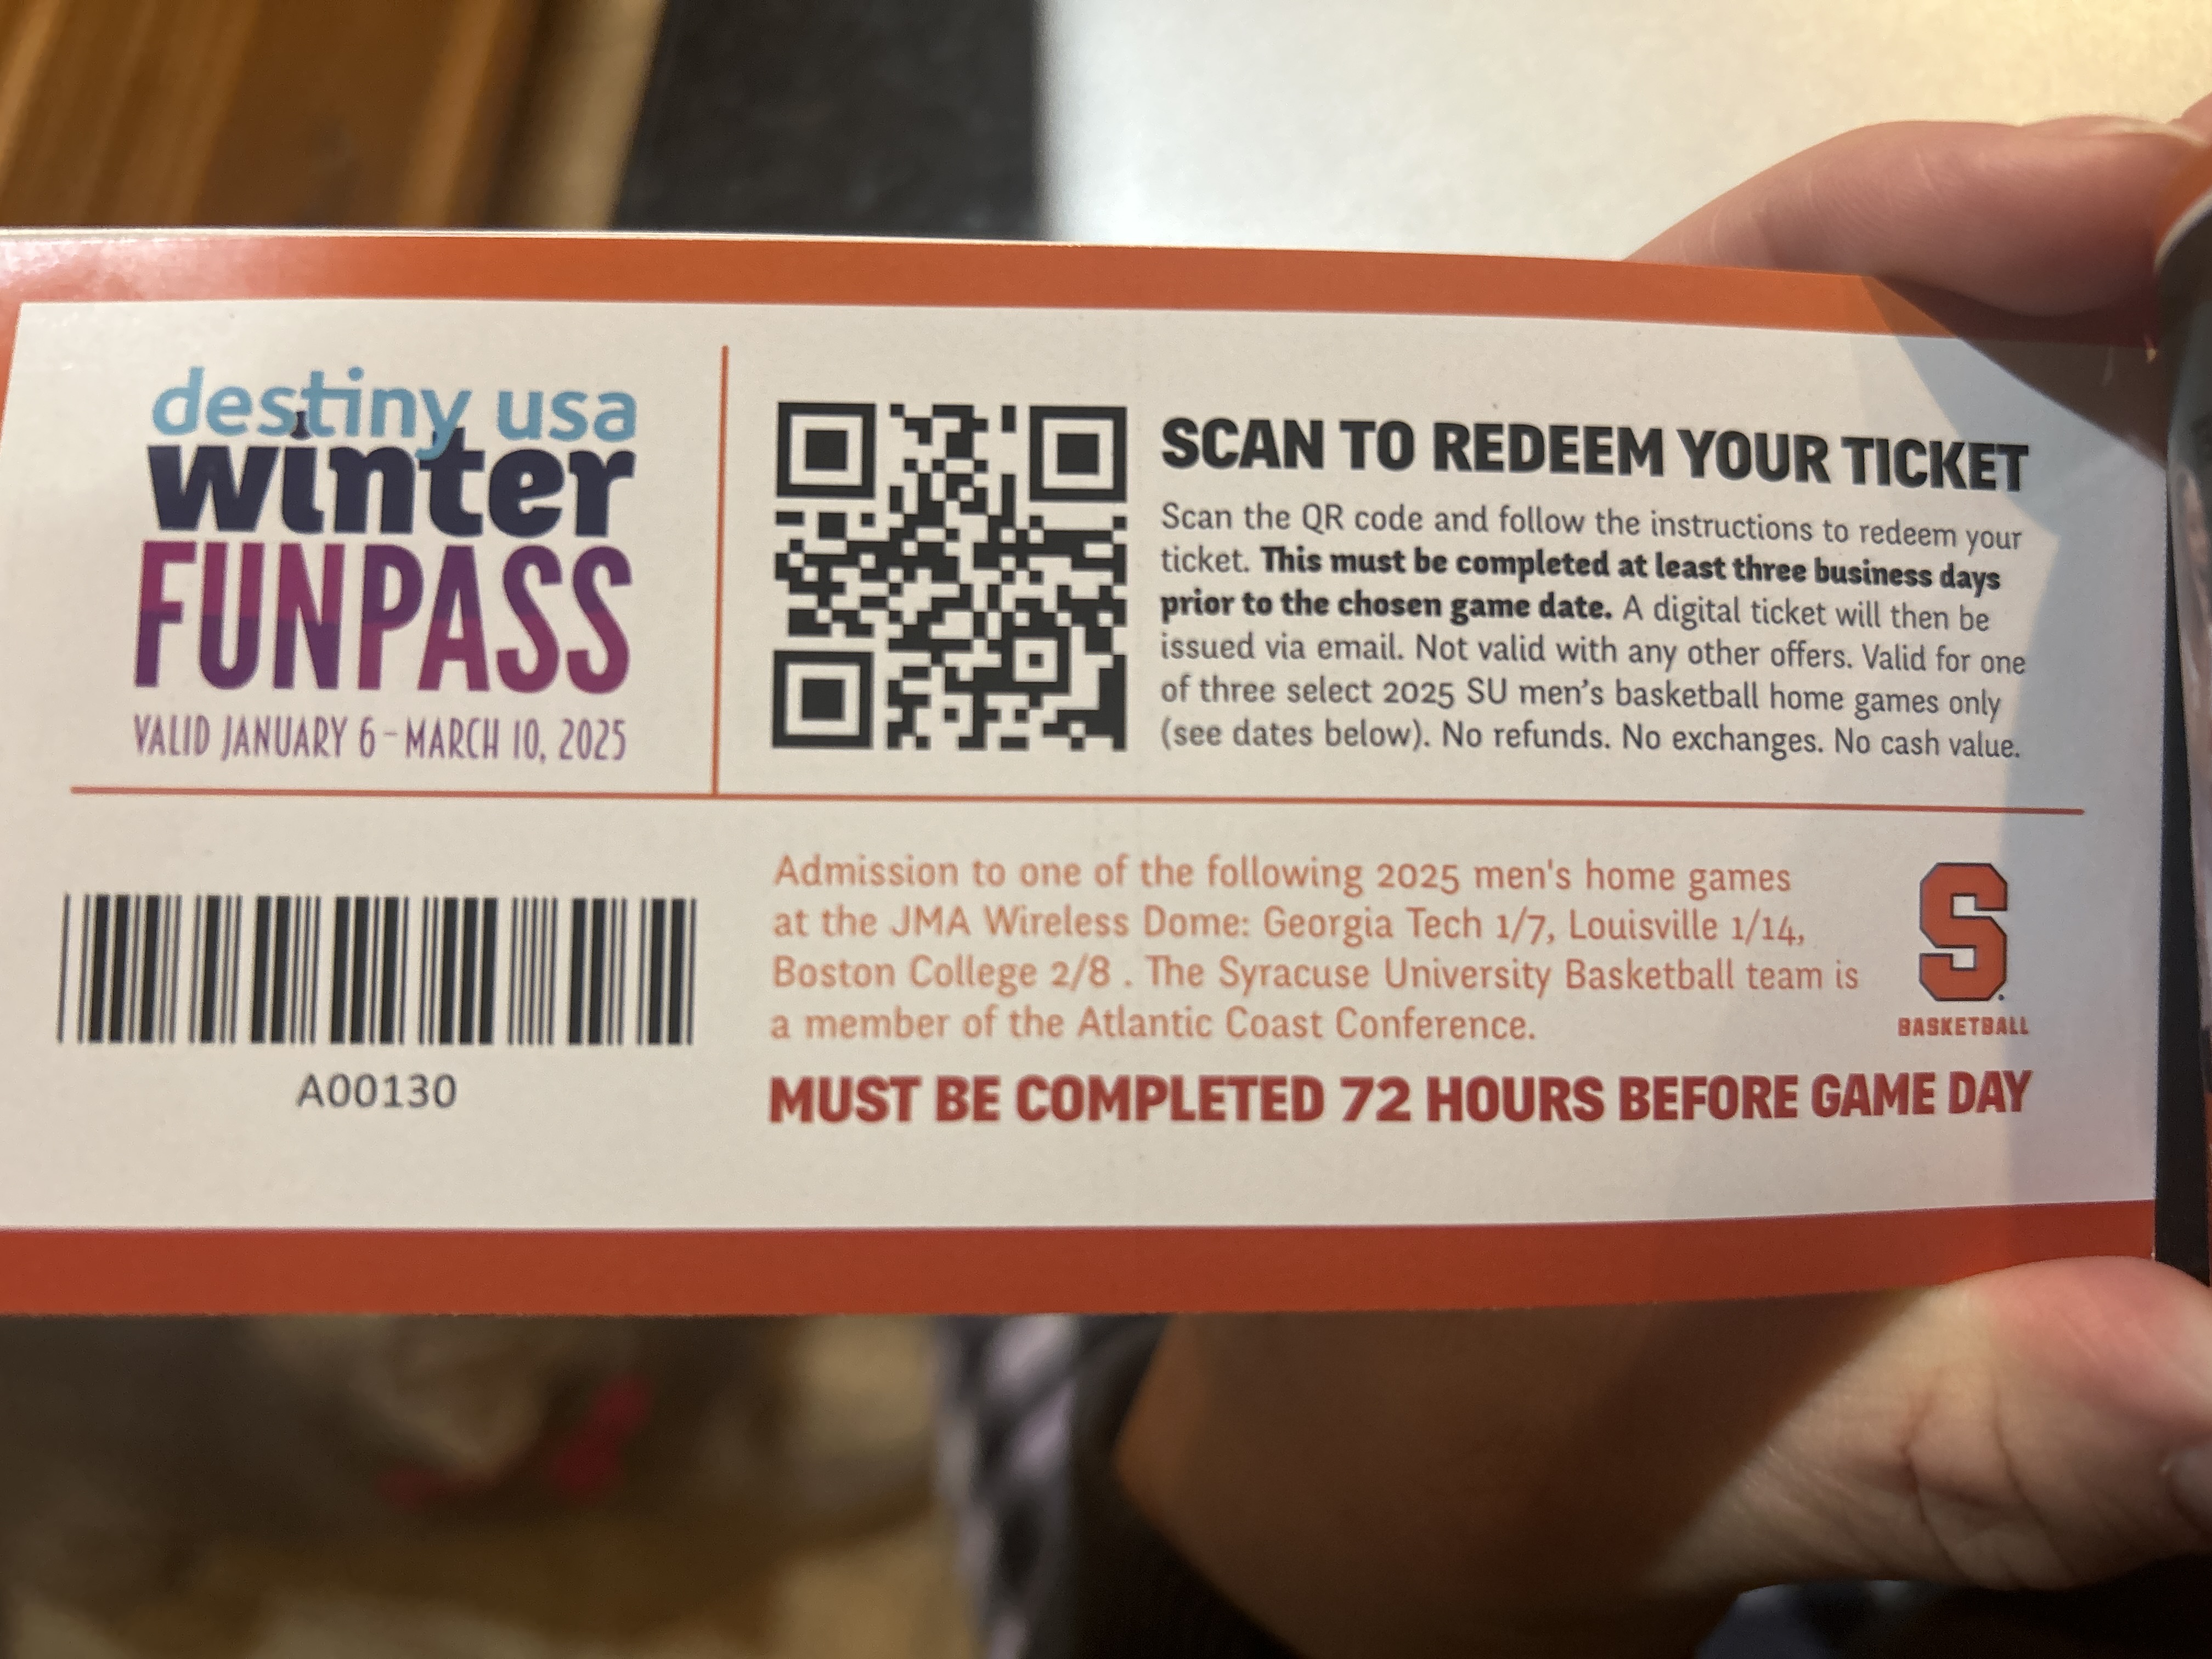 destiny usa
winter
FUNPASS
VALID JANUARY 6 – MARCH 10, 2025
SCAN TO REDEEM YOUR TICKET
Scan the QR code and follow the instructions to redeem your
ticket. This must be completed at least three business days
prior to the chosen game date. A digital ticket will then be
issued via email. Not valid with any other offers. Valid for one
of three select 2025 SU men’s basketball home games only
(see dates below). No refunds. No exchanges. No cash value.
A00130
Admission to one of the following 2025 men's home games
at the JMA Wireless Dome: Georgia Tech 1/7, Louisville 1/14,
Boston College 2/8 . The Syracuse University Basketball team is
a member of the Atlantic Coast Conference.
S
BASKETBALL
MUST BE COMPLETED 72 HOURS BEFORE GAME DAY